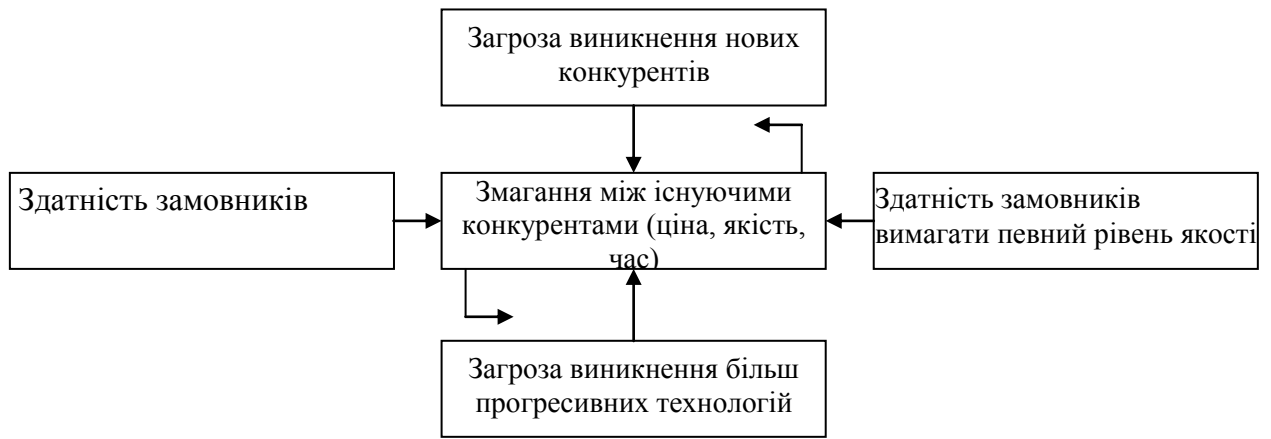 Загроза виникнення нових
конкурентів
Здатність замовників
Змагання між існуючими
конкурентами (ціна, якість,
час)
Здатність замовників
вимагати певний рівень якості
Загроза виникнення більш
прогресивних технологій